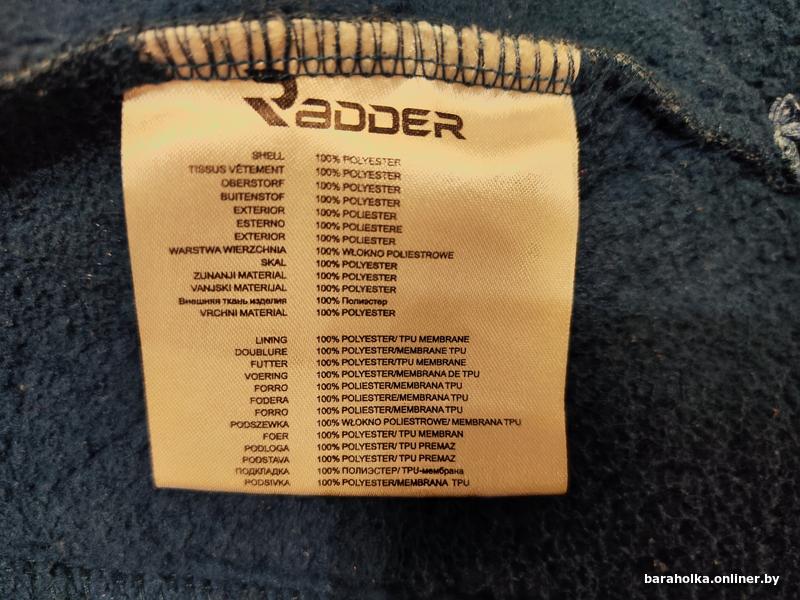 RADDER
SHELL 100% POLYESTER
TISSUS VÊTEMENT 100% POLYESTER
OBERSTORF 100% POLYESTER
BUITENSTOF 100% POLYESTER
EXTERIOR 100% POLIESTER
ESTERNO 100% POLIESTERE
EXTERIOR 100% POLIESTER
WARSTWA WIERZCHNIA 100% WŁOKNO POLIESTROWE
SKAL 100% POLYESTER
ZUNANJI MATERIAL 100% POLYESTER
VANJSKI MATERIJAL 100% POLYESTER
Внешняя ткань изделия 100% Полиэстер
VRCHNI MATERIAL 100% POLYESTER
LINING 100% POLYESTER/ TPU MEMBRANE
DOUBLURE 100% POLYESTER/MEMBRANE TPU
FUTTER 100% POLYESTER/TPU MEMBRANE
VOERING 100% POLYESTER/MEMBRANA DE TPU
FORRO 100% POLIESTER/MEMBRANA TPU
FODERA 100% POLIESTERE/MEMBRANA TPU
FORRO 100% POLIESTER/MEMBRANA TPU
PODSZEWKA 100% WŁOKNO POLIESTROWE/ MEMBRANA TPU
FOER 100% POLYESTER/ TPU MEMBRAN
PODLOGA 100% POLYESTER/ TPU PREMAZ
PODSTAVA 100% POLYESTER/ TPU PREMAZ
ПОДКЛАДКА 100% ПОЛИЭСТЕР/ TPU-мембрана
PODSIVKA 100% POLYESTER/MEMBRANA TPU
baraholka.onliner.by